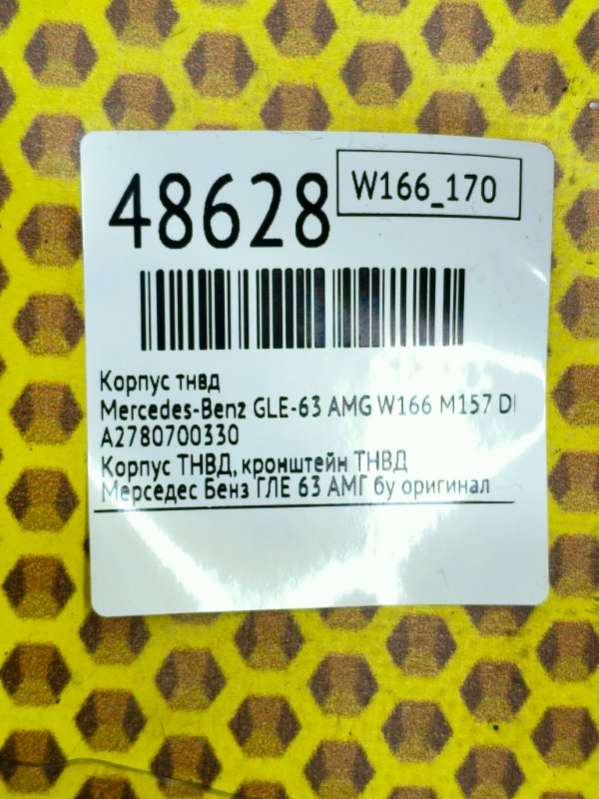 48628
W166_170
Корпус тнвд
Mercedes-Benz GLE-63 AMG W166 M157 DI
A2780700330
Корпус ТНВД, кронштейн ТНВД
Мерседес Бенз ГЛЕ 63 АМГ бу оригинал